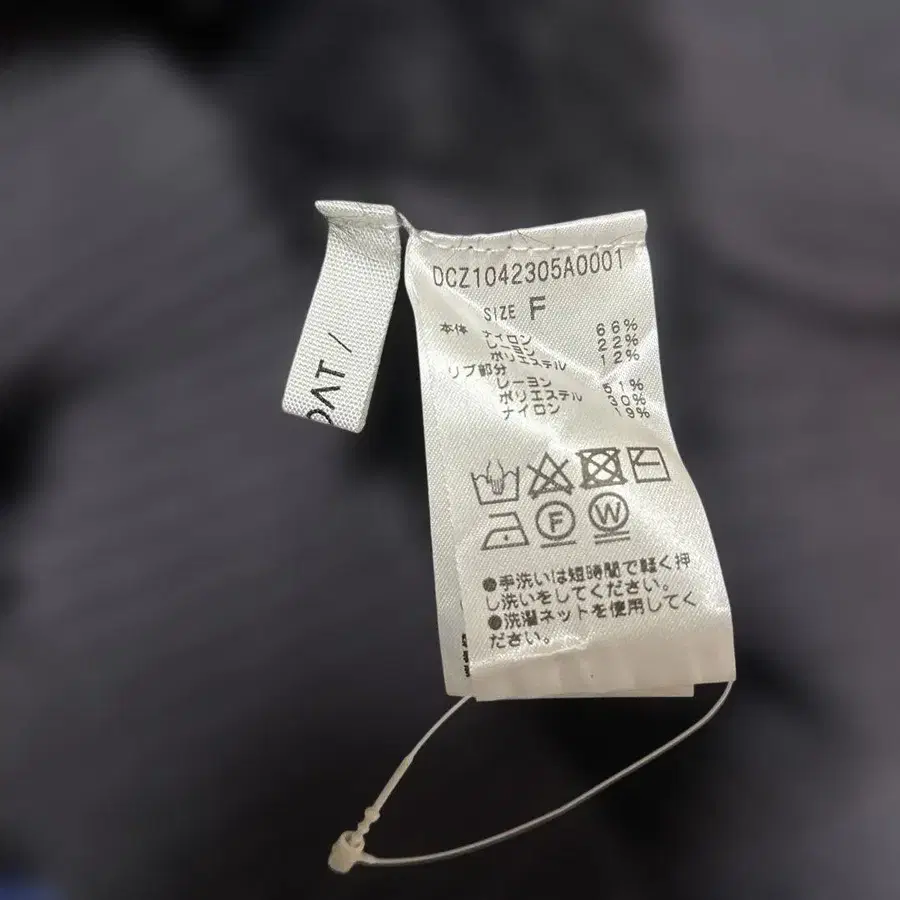 DCZ1042305A0001
SIZE F
本体 ナイロン 66%
レーヨン 22%
ポリエステル 12%
リブ部分
レーヨン 51%
ポリエステル 30%
ナイロン 19%
F W
●手洗いは短時間で軽く押
し洗いをしてください。
●洗濯ネットを使用してく
ださい。
OAT /